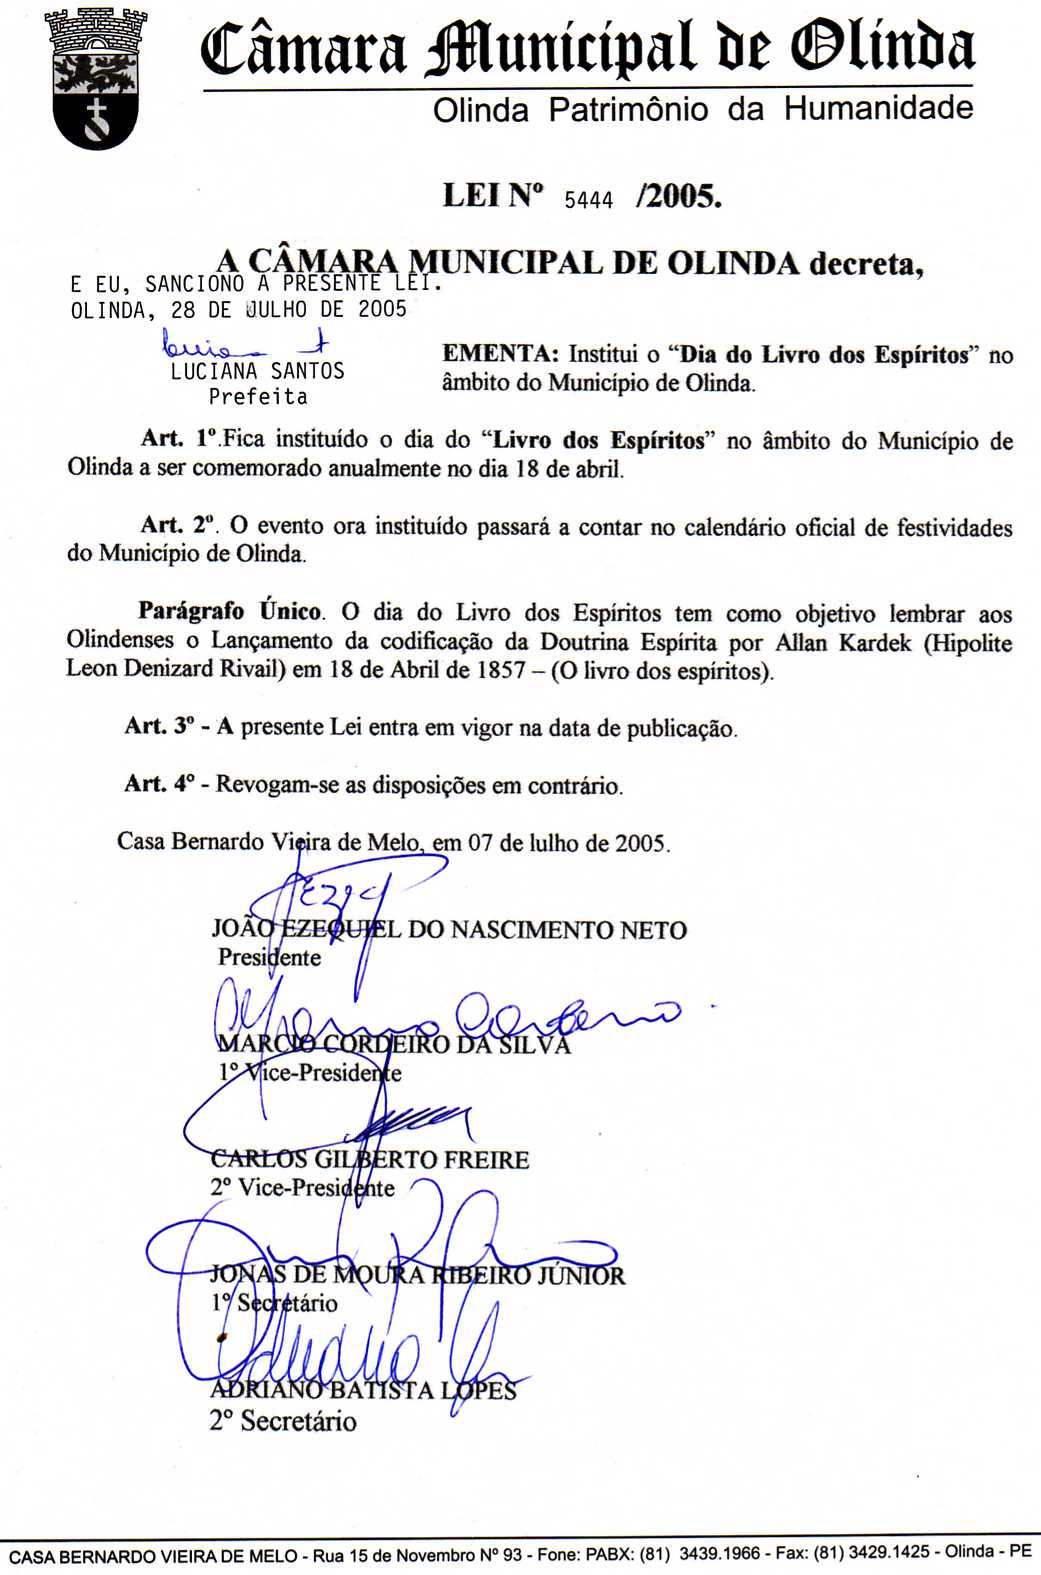 Câmara Municipal de Olinda
Olinda Patrimônio da Humanidade
LEI Nº 5444 /2005.
A CÂMARA MUNICIPAL DE OLINDA decreta,
E EU, SANCIONO A PRESENTE LEI.
OLINDA, 28 DE JULHO DE 2005
LUCIANA SANTOS
Prefeita
EMENTA: Institui o “Dia do Livro dos Espíritos” no
âmbito do Município de Olinda.
Art. 1º.Fica instituído o dia do “Livro dos Espíritos” no âmbito do Município de
Olinda a ser comemorado anualmente no dia 18 de abril.
Art. 2º. O evento ora instituído passará a contar no calendário oficial de festividades
do Município de Olinda.
Parágrafo Único. O dia do Livro dos Espíritos tem como objetivo lembrar aos
Olindenses o Lançamento da codificação da Doutrina Espírita por Allan Kardek (Hipolite
Leon Denizard Rivail) em 18 de Abril de 1857 – (O livro dos espíritos).
Art. 3º - A presente Lei entra em vigor na data de publicação.
Art. 4º - Revogam-se as disposições em contrário.
Casa Bernardo Vieira de Melo, em 07 de lulho de 2005.
JOÃO EZEQUIEL DO NASCIMENTO NETO
Presidente
MARCIO CORDEIRO DA SILVA
1º Vice-Presidente
CARLOS GILBERTO FREIRE
2º Vice-Presidente
JONAS DE MOURA RIBEIRO JÚNIOR
1º Secretário
ADRIANO BATISTA LOPES
2º Secretário
CASA BERNARDO VIEIRA DE MELO - Rua 15 de Novembro Nº 93 - Fone: PABX: (81) 3439.1966 - Fax: (81) 3429.1425 - Olinda - PE